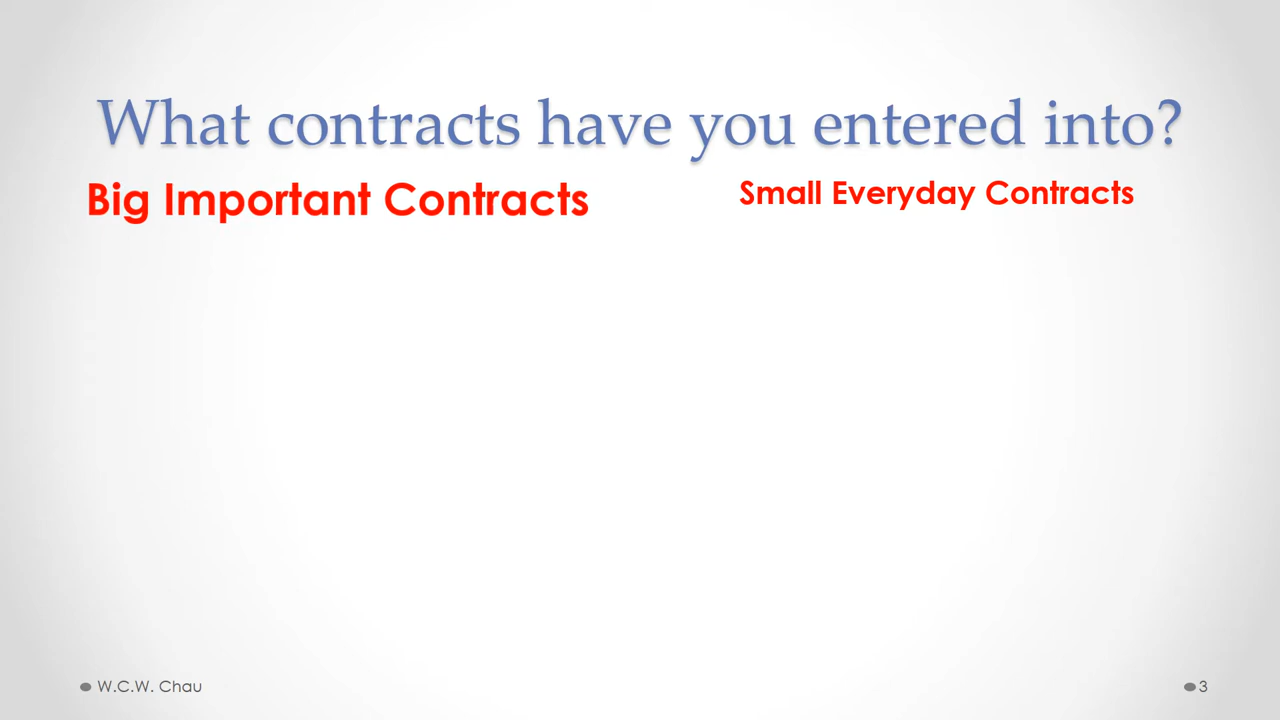 What contracts have you entered into?
Big Important Contracts
Small Everyday Contracts
W.C.W. Chau
3